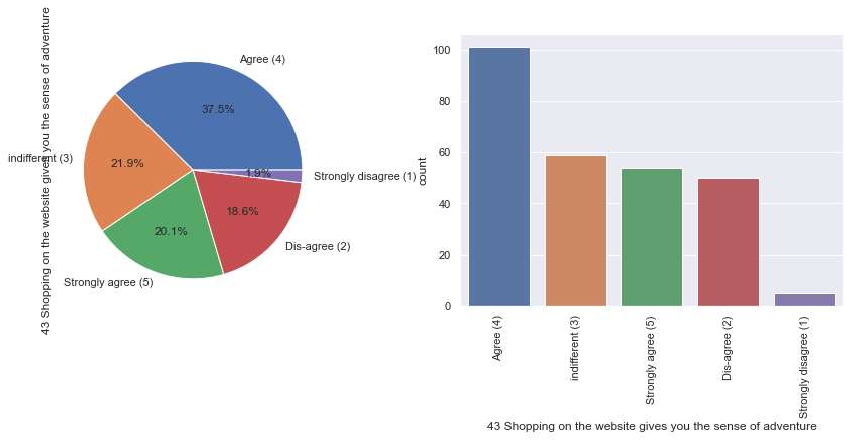 43 Shopping on the website gives you the sense of adventure
Agree (4)
37.5%
indifferent (3)
21.9%
1.9%
Strongly disagree (1)
18.6%
20.1%
Dis-agree (2)
Strongly agree (5)
count
100
80
60
40
20
0
Agree (4)
indifferent (3)
Strongly agree (5)
Dis-agree (2)
Strongly disagree (1)
43 Shopping on the website gives you the sense of adventure